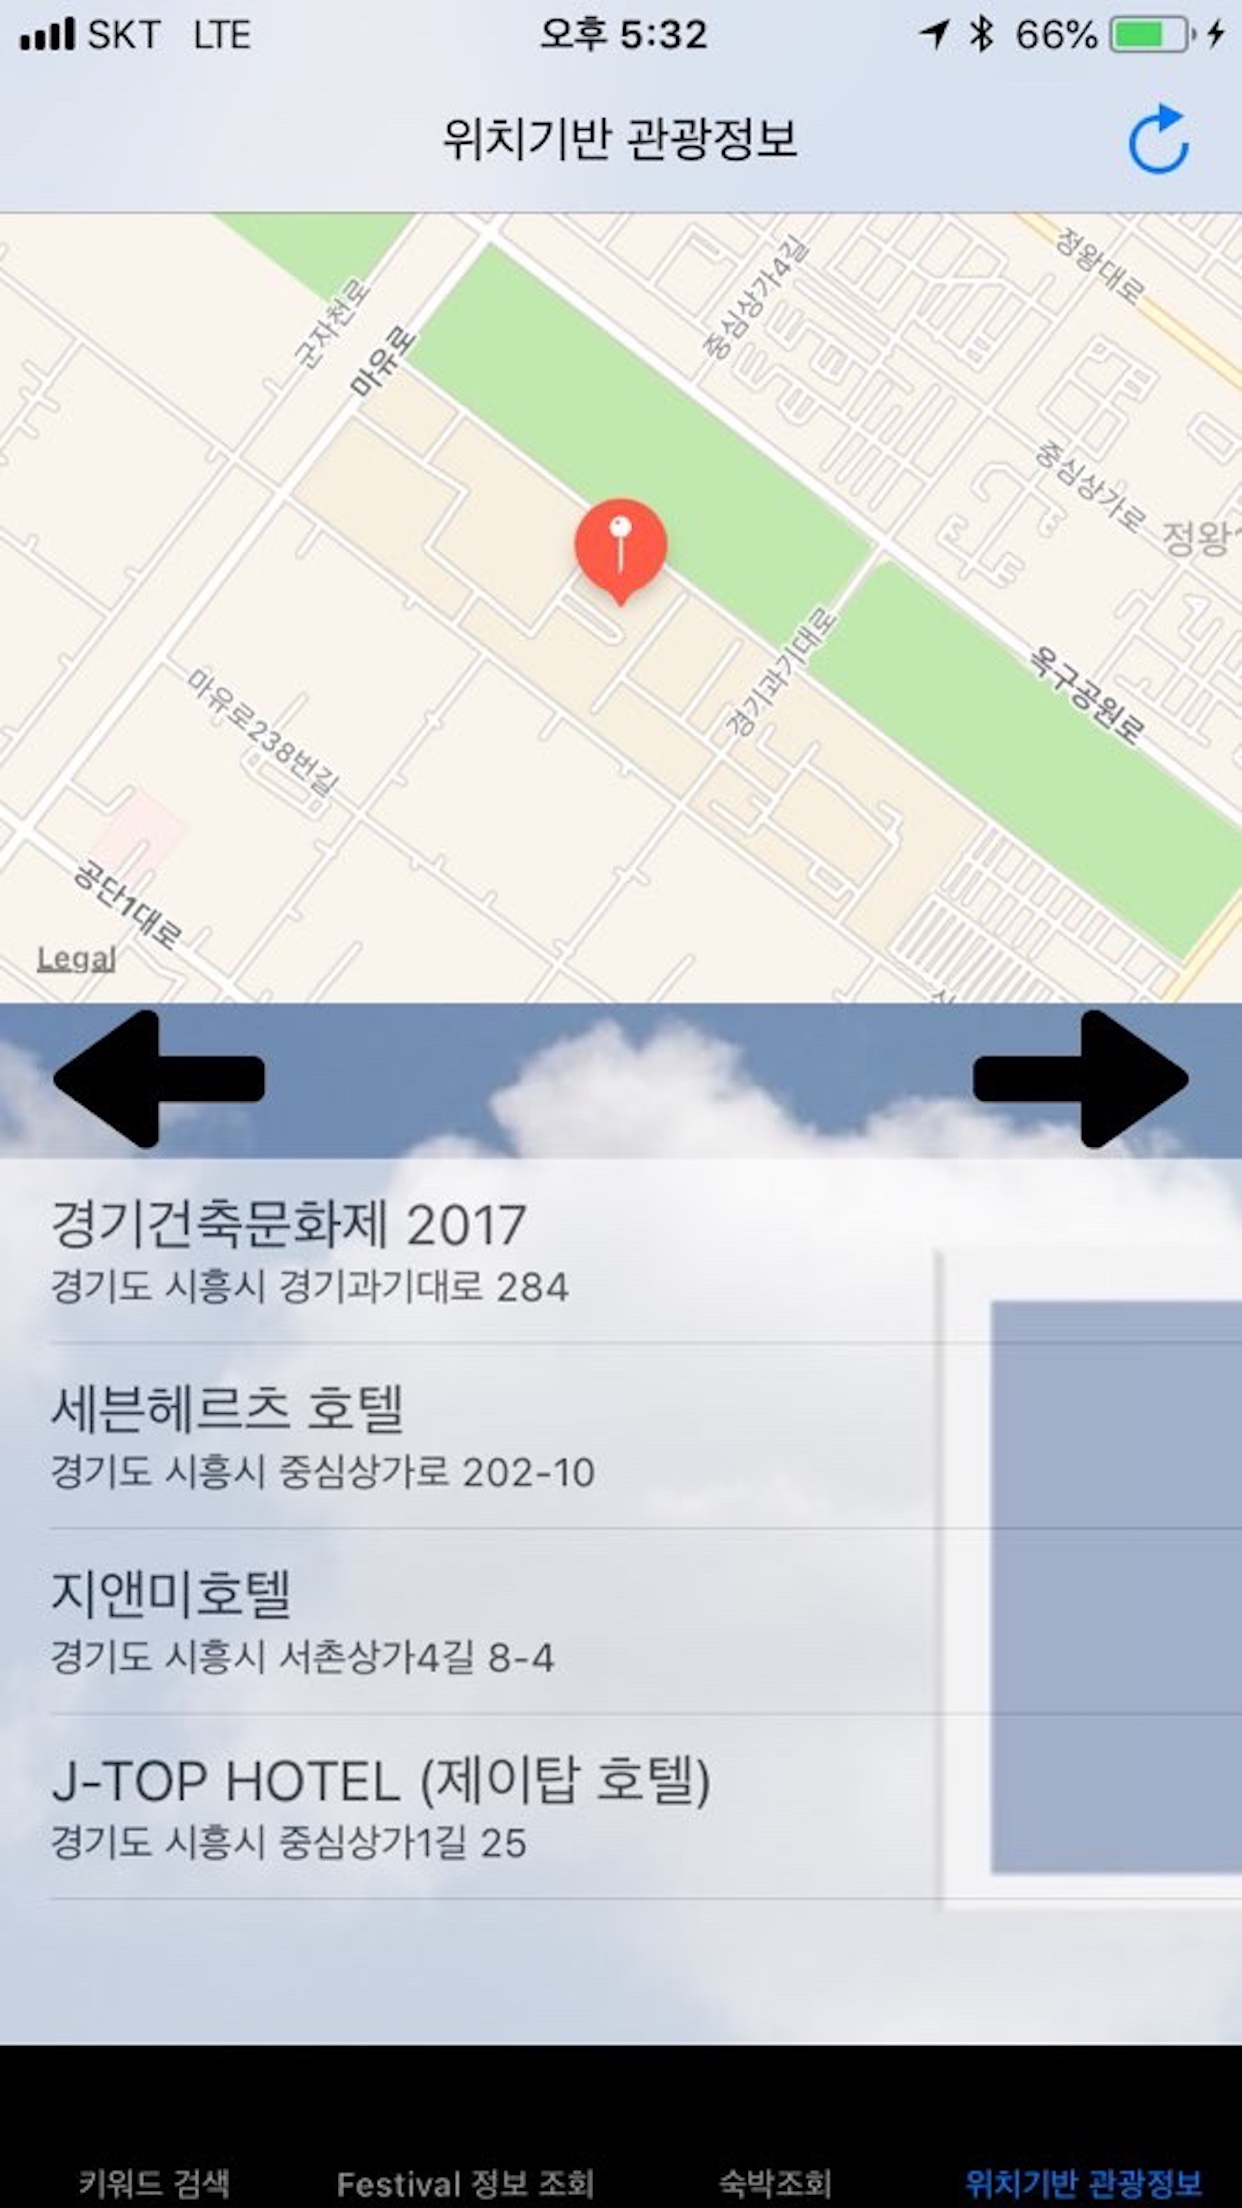 SKT LTE 오후 5:32 66%
위치기반 관광정보
정왕대로
중심상가4길
군자천로
마유로
중심상가로
경기과기대로
옥구공원로
마유로238번길
공단1대로
Legal
경기건축문화제 2017
경기도 시흥시 경기과기대로 284
세븐헤르츠 호텔
경기도 시흥시 중심상가로 202-10
지앤미호텔
경기도 시흥시 서촌상가4길 8-4
J-TOP HOTEL (제이탑 호텔)
경기도 시흥시 중심상가1길 25
키워드 검색 Festival 정보 조회 숙박조회 위치기반 관광정보